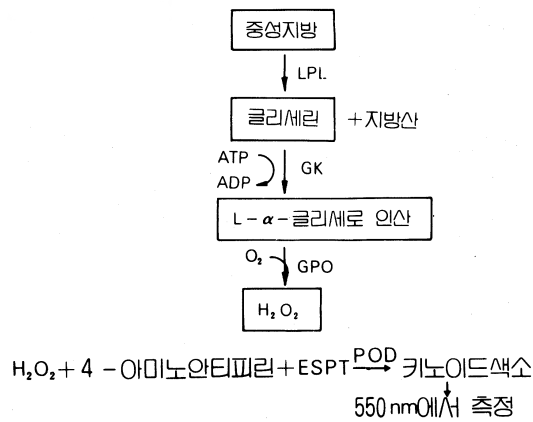 중성지방
LPL
글리세린 +지방산
ATP
GK
ADP
L-α-글리세로 인산
O₂
GPO
H₂O₂
H₂O₂+4-아미노안티피린+ESPT POD→ 키노이드색소
↓
550nm에서 측정